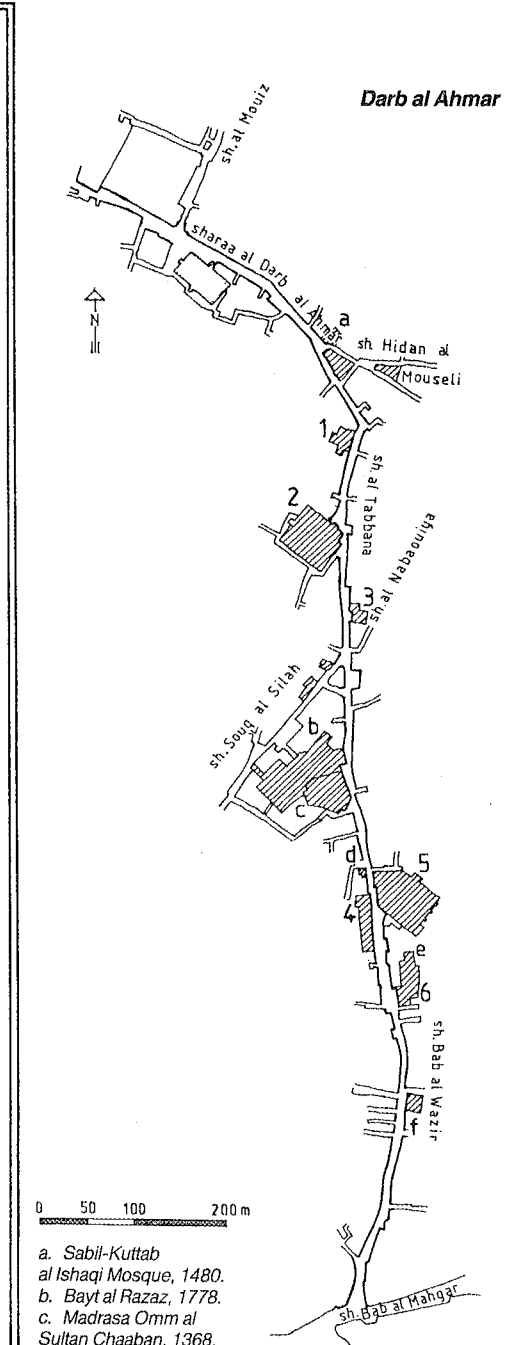 Darb al Ahmar
sh. al Mouiz
sharaa al Darb al Ahmar
N
a
sh. Hidan al
Mouseli
1
sh. al Tabbana
2
sh. al Nabaouiya
3
sh. Souq al Silah
b
c
d
5
4
e
6
sh. Bab al Wazir
f
0 50 100 200 m
a. Sabil-Kuttab
al Ishaqi Mosque, 1480.
b. Bayt al Razaz, 1778.
c. Madrasa Omm al
Sultan Chaaban, 1368.
sh. Bab al Mahgar